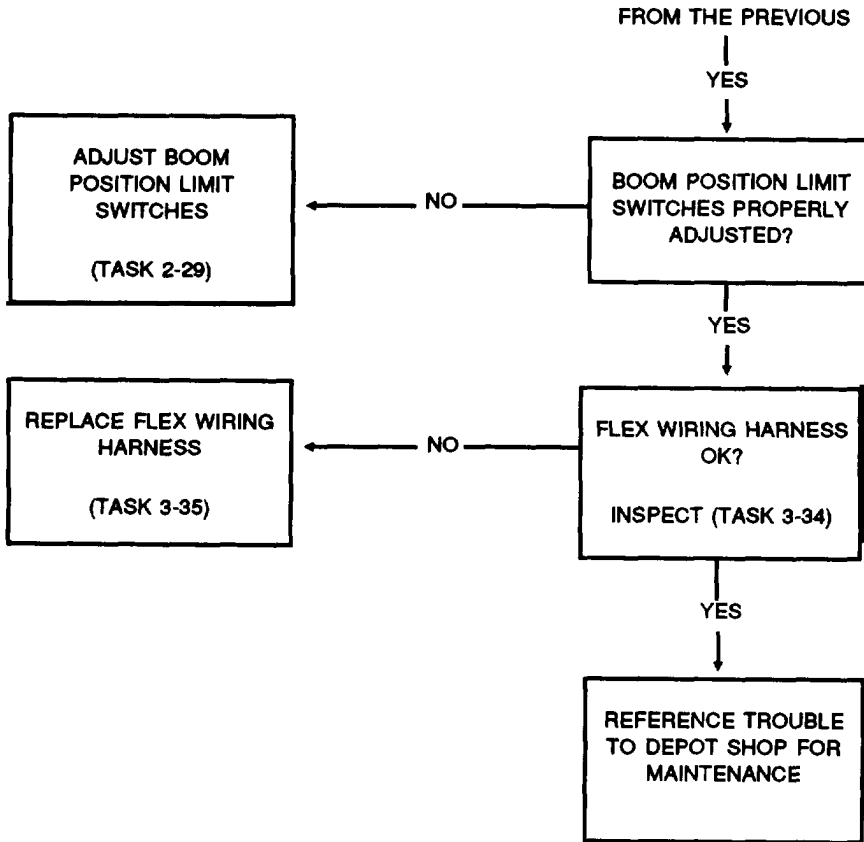 FROM THE PREVIOUS
YES
BOOM POSITION LIMIT
SWITCHES PROPERLY
ADJUSTED?
NO
ADJUST BOOM
POSITION LIMIT
SWITCHES
(TASK 2-29)
YES
FLEX WIRING HARNESS
OK?
INSPECT (TASK 3-34)
NO
REPLACE FLEX WIRING
HARNESS
(TASK 3-35)
YES
REFERENCE TROUBLE
TO DEPOT SHOP FOR
MAINTENANCE